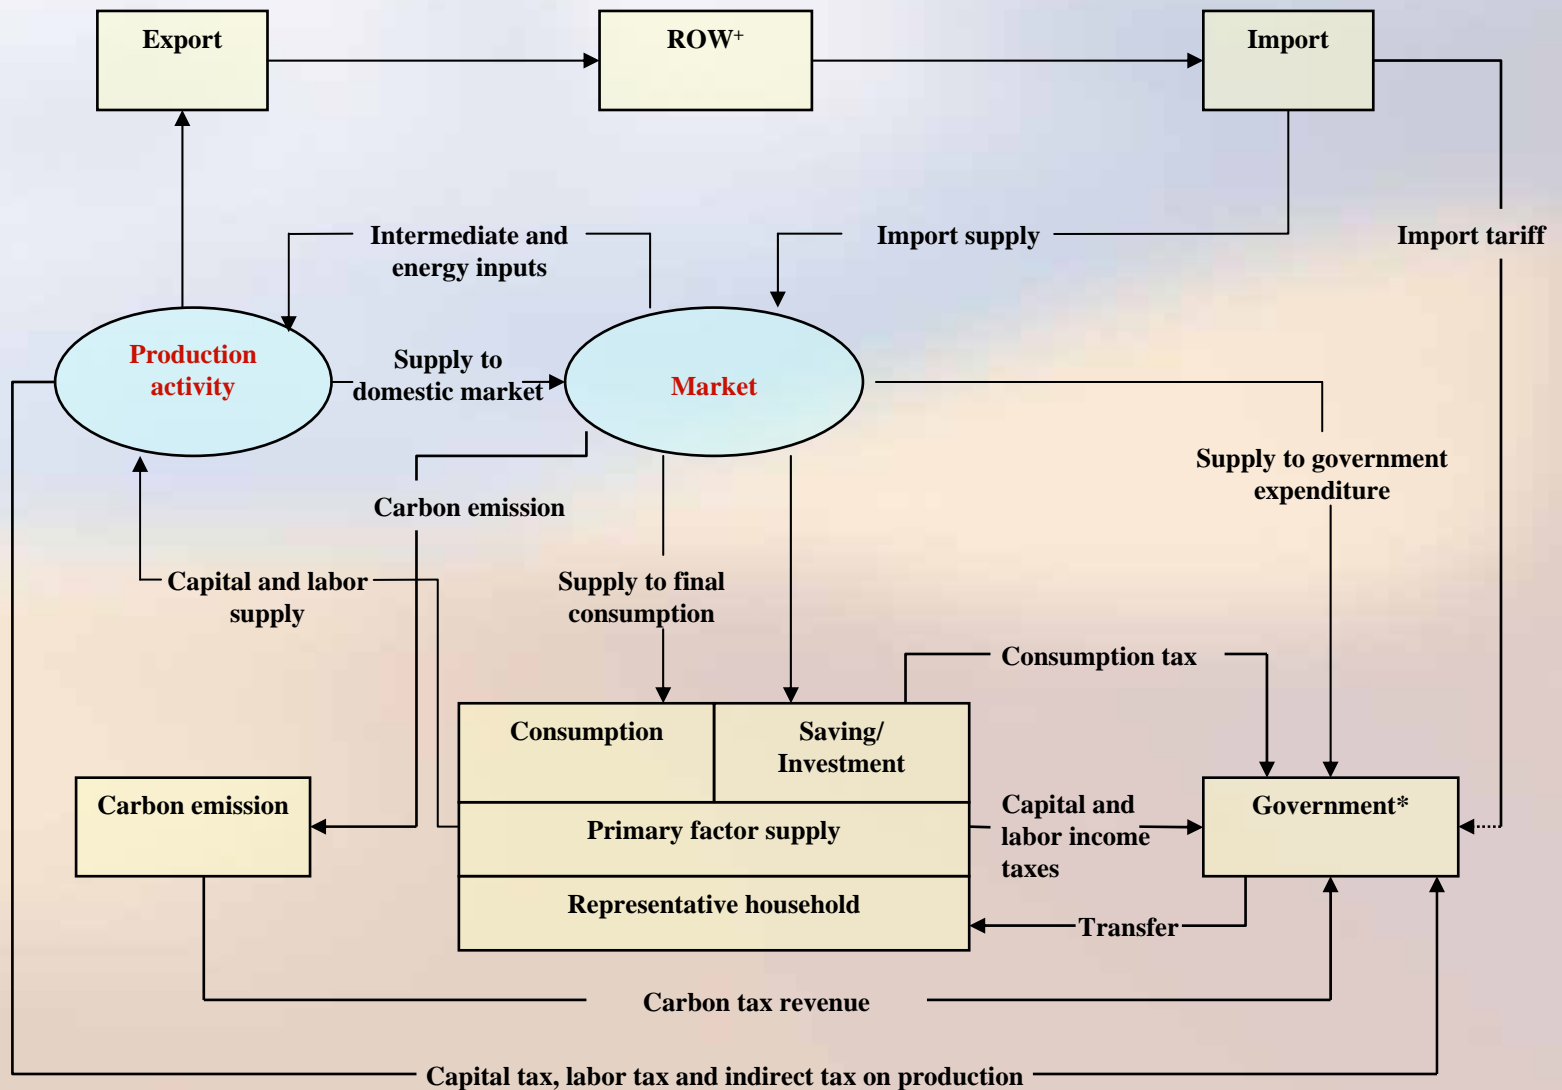 Export
ROW+
Import
Intermediate and
energy inputs
Import supply
Import tariff
Production
activity
Supply to
domestic market
Market
Supply to government
expenditure
Carbon emission
Capital and labor
supply
Supply to final
consumption
Consumption tax
Consumption
Saving/
Investment
Carbon emission
Primary factor supply
Capital and
labor income
taxes
Government*
Representative household
Transfer
Carbon tax revenue
Capital tax, labor tax and indirect tax on production